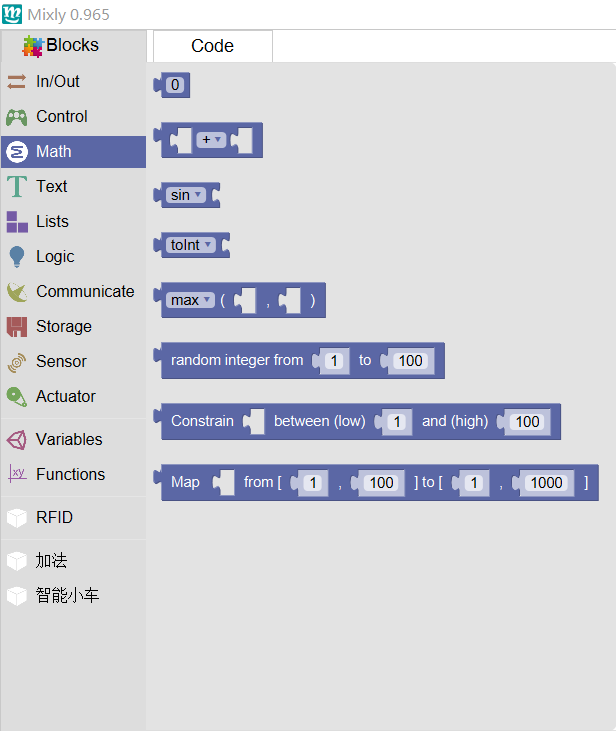 Mixly 0.965
Blocks
Code
In/Out
Control
Math
Text
Lists
Logic
Communicate
Storage
Sensor
Actuator
Variables
Functions
RFID
加法
智能小车
0
+
sin
toInt
max ( , )
random integer from 1 to 100
Constrain between (low) 1 and (high) 100
Map from [ 1 , 100 ] to [ 1 , 1000 ]